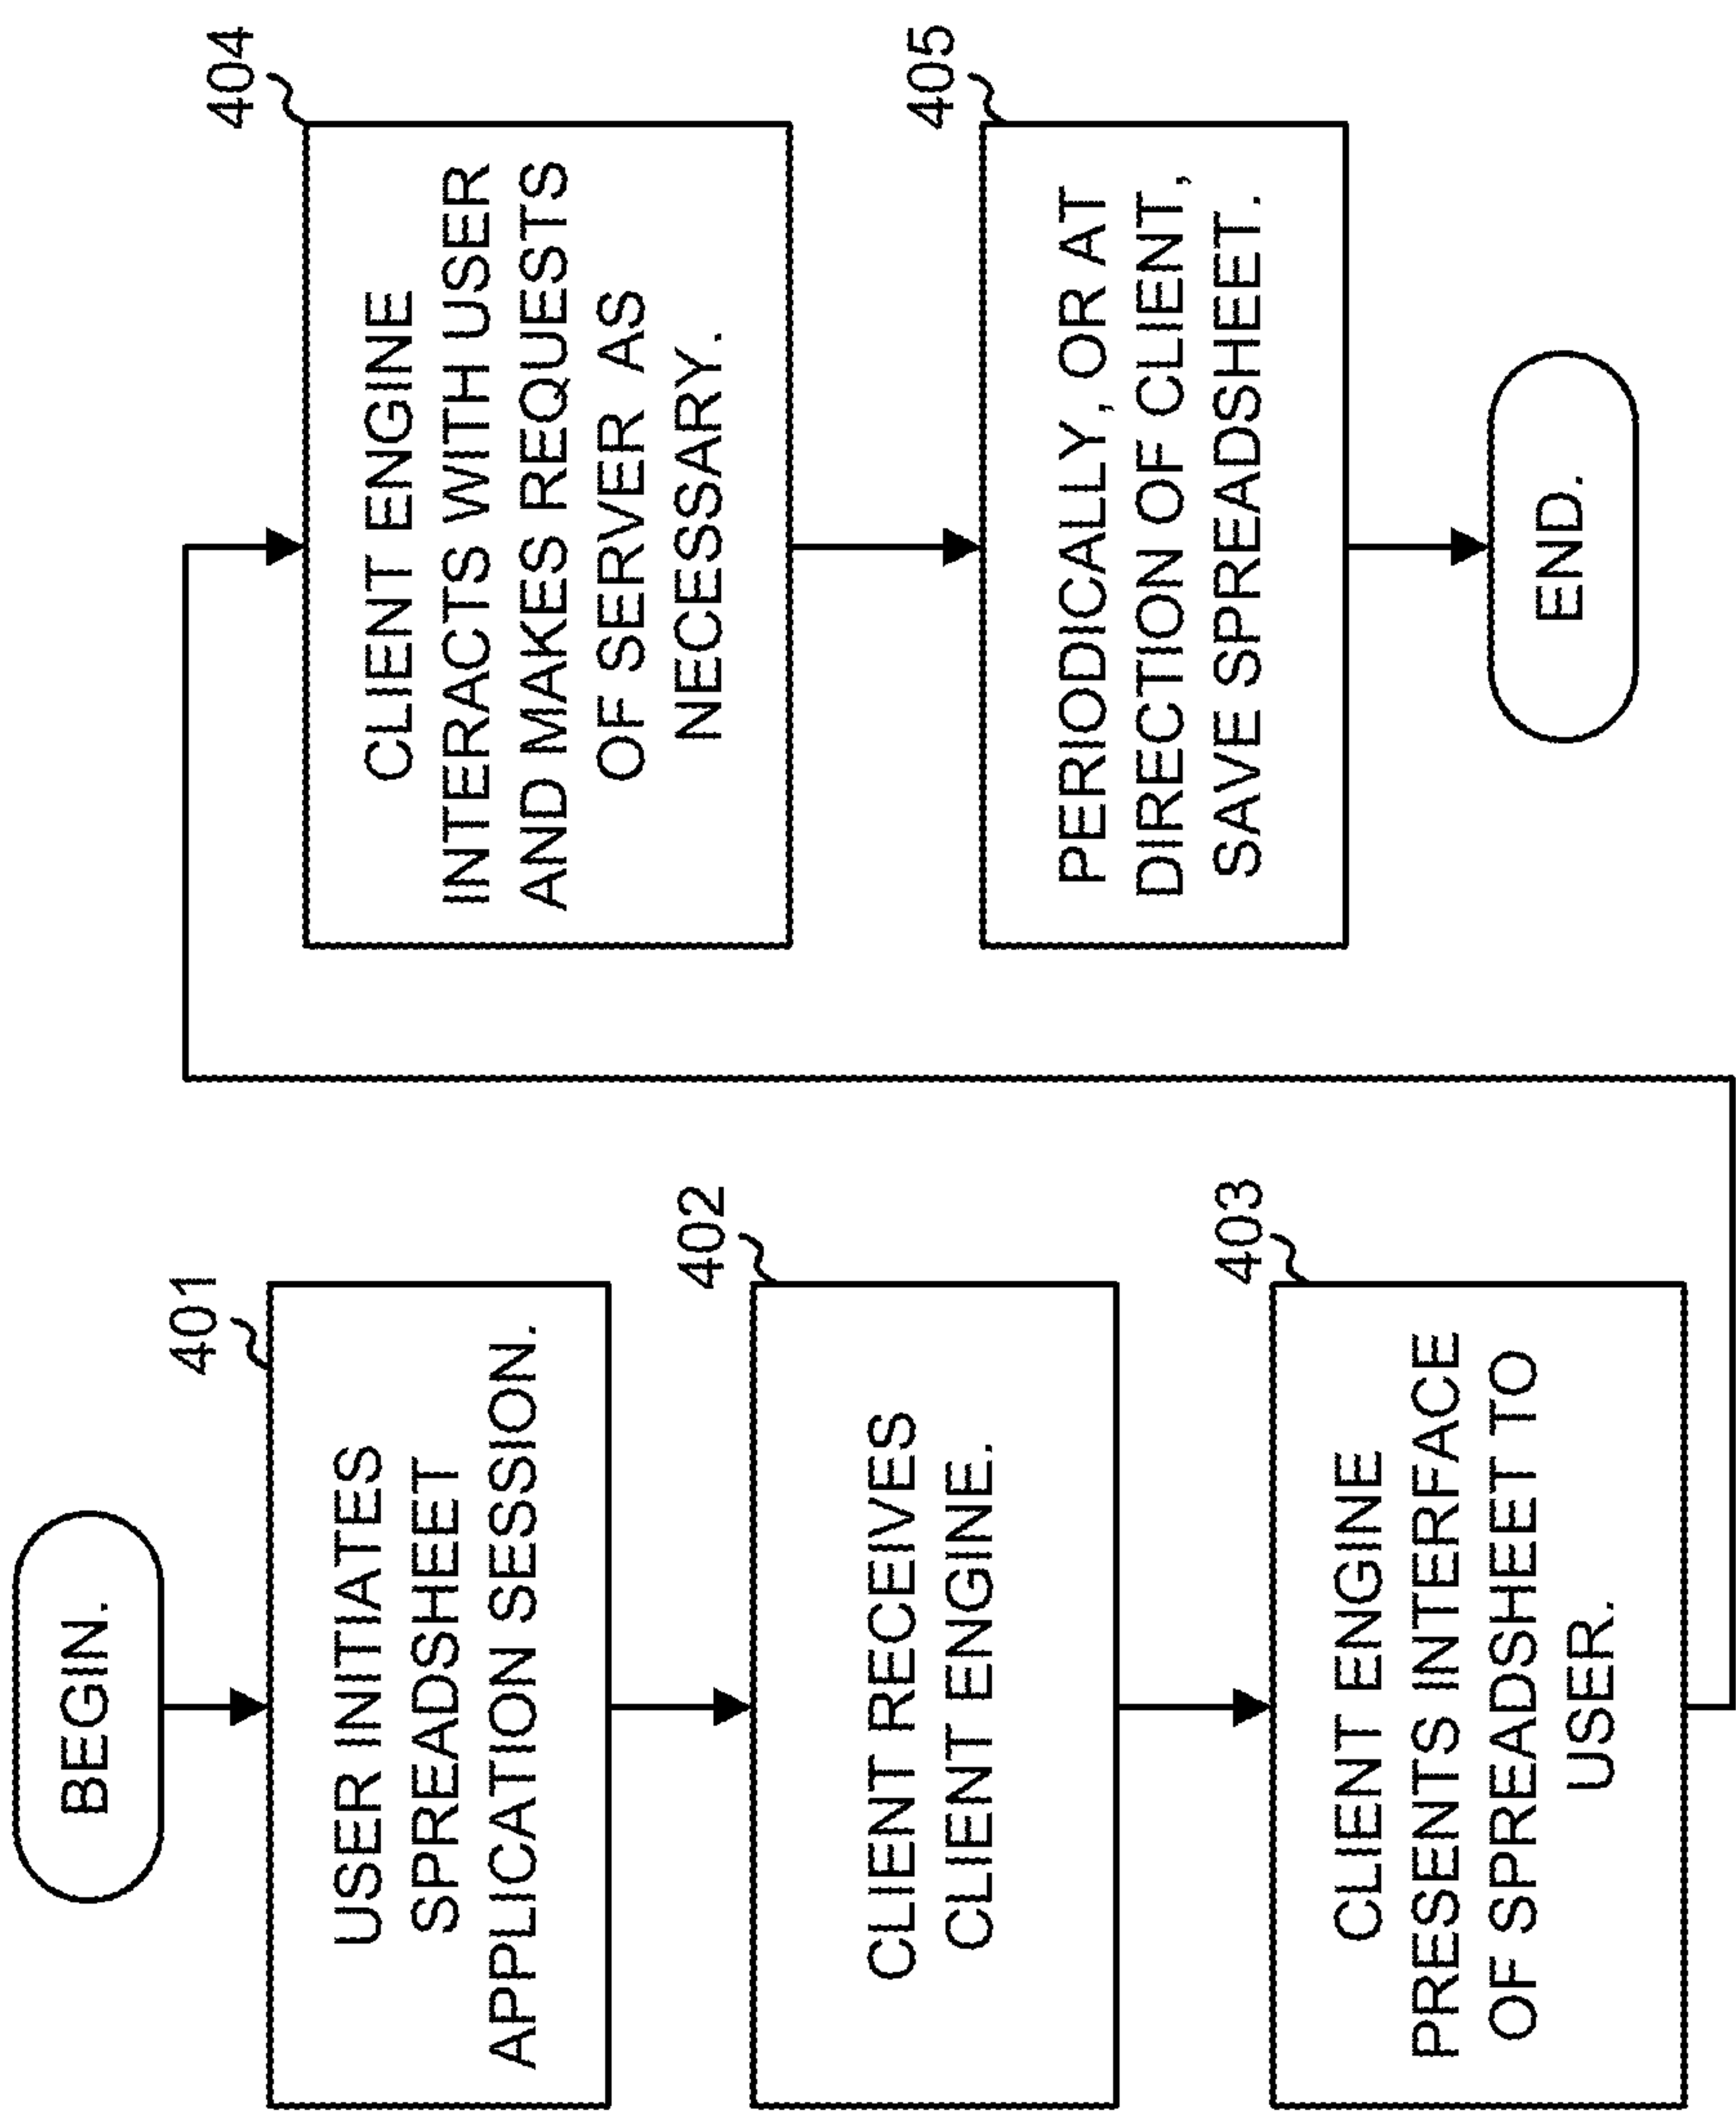 BEGIN.
401
USER INITIATES
SPREADSHEET
APPLICATION SESSION.
402
CLIENT RECEIVES
CLIENT ENGINE.
403
CLIENT ENGINE
PRESENTS INTERFACE
OF SPREADSHEET TO
USER.
404
CLIENT ENGINE
INTERACTS WITH USER
AND MAKES REQUESTS
OF SERVER AS
NECESSARY.
405
PERIODICALLY, OR AT
DIRECTION OF CLIENT,
SAVE SPREADSHEET.
END.